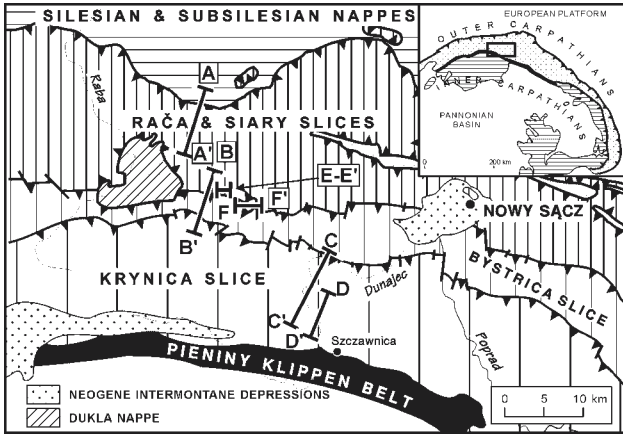 SILESIAN & SUBSILESIAN NAPPES
EUROPEAN PLATFORM
OUTER CARPATHIANS
INNER CARPATHIANS
PANNONIAN
BASIN
0 200 km
Raba
A
RAČA & SIARY SLICES
A'
B
E-E'
F
F'
NOWY SĄCZ
B'
C
KRYNICA SLICE
Dunajec
BYSTRICA SLICE
D
C'
D'
Szczawnica
Poprad
PIENINY KLIPPEN BELT
NEOGENE INTERMONTANE DEPRESSIONS
DUKLA NAPPE
0 5 10 km